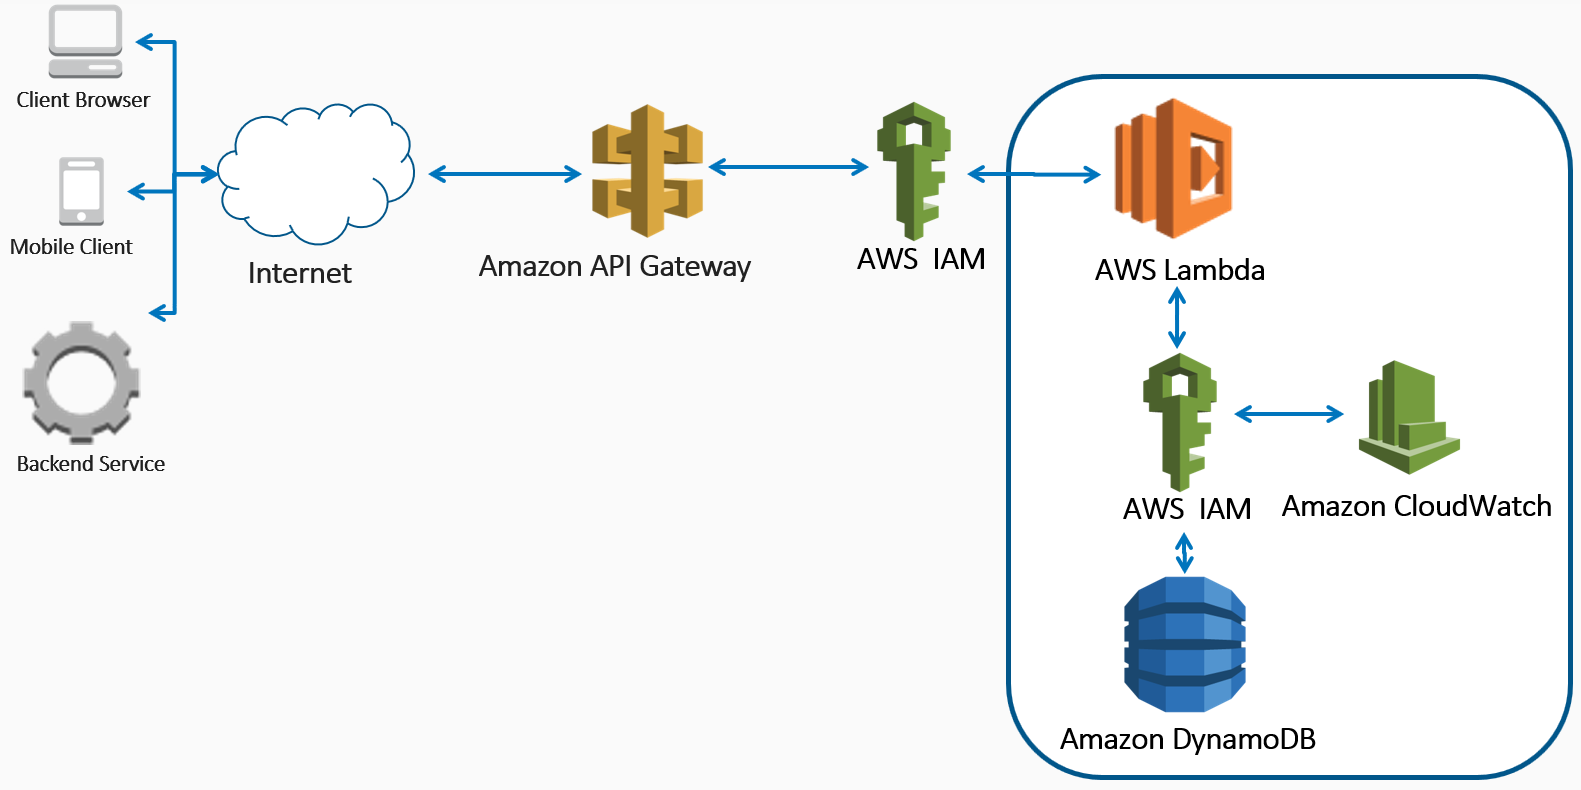 Client Browser
Mobile Client
Backend Service
Internet
Amazon API Gateway
AWS IAM
AWS Lambda
AWS IAM
Amazon CloudWatch
Amazon DynamoDB